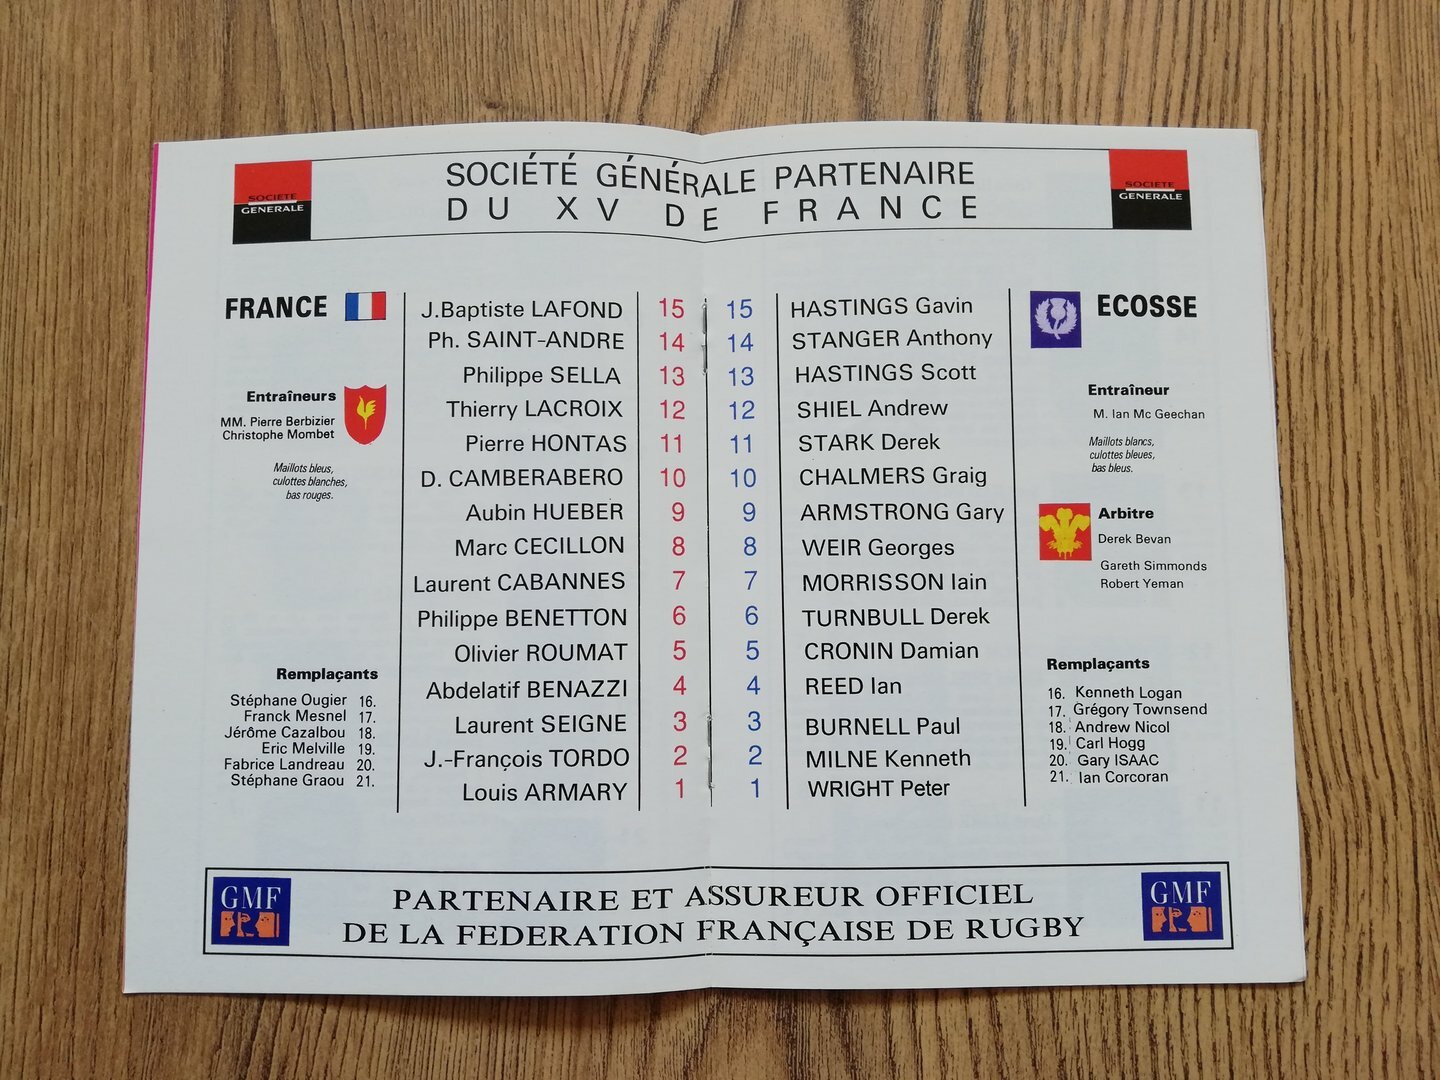 SOCIETE
GENERALE
SOCIÉTÉ GÉNÉRALE PARTENAIRE
DU XV DE FRANCE
SOCIETE
GENERALE
FRANCE
Entraîneurs
MM. Pierre Berbizier
Christophe Mombet
Maillots bleus,
culottes blanches,
bas rouges.
Remplaçants
Stéphane Ougier 16.
Franck Mesnel 17.
Jérôme Cazalbou 18.
Eric Melville 19.
Fabrice Landreau 20.
Stéphane Graou 21.
J.Baptiste LAFOND 15 15 HASTINGS Gavin
Ph. SAINT-ANDRE 14 14 STANGER Anthony
Philippe SELLA 13 13 HASTINGS Scott
Thierry LACROIX 12 12 SHIEL Andrew
Pierre HONTAS 11 11 STARK Derek
D. CAMBERABERO 10 10 CHALMERS Graig
Aubin HUEBER 9 9 ARMSTRONG Gary
Marc CECILLON 8 8 WEIR Georges
Laurent CABANNES 7 7 MORRISSON Iain
Philippe BENETTON 6 6 TURNBULL Derek
Olivier ROUMAT 5 5 CRONIN Damian
Abdelatif BENAZZI 4 4 REED Ian
Laurent SEIGNE 3 3 BURNELL Paul
J.-François TORDO 2 2 MILNE Kenneth
Louis ARMARY 1 1 WRIGHT Peter
ECOSSE
Entraîneur
M. Ian Mc Geechan
Maillots blancs,
culottes bleues,
bas bleus.
Arbitre
Derek Bevan
Gareth Simmonds
Robert Yeman
Remplaçants
16. Kenneth Logan
17. Grégory Townsend
18. Andrew Nicol
19. Carl Hogg
20. Gary ISAAC
21. Ian Corcoran
GMF
PARTENAIRE ET ASSUREUR OFFICIEL
DE LA FEDERATION FRANÇAISE DE RUGBY
GMF